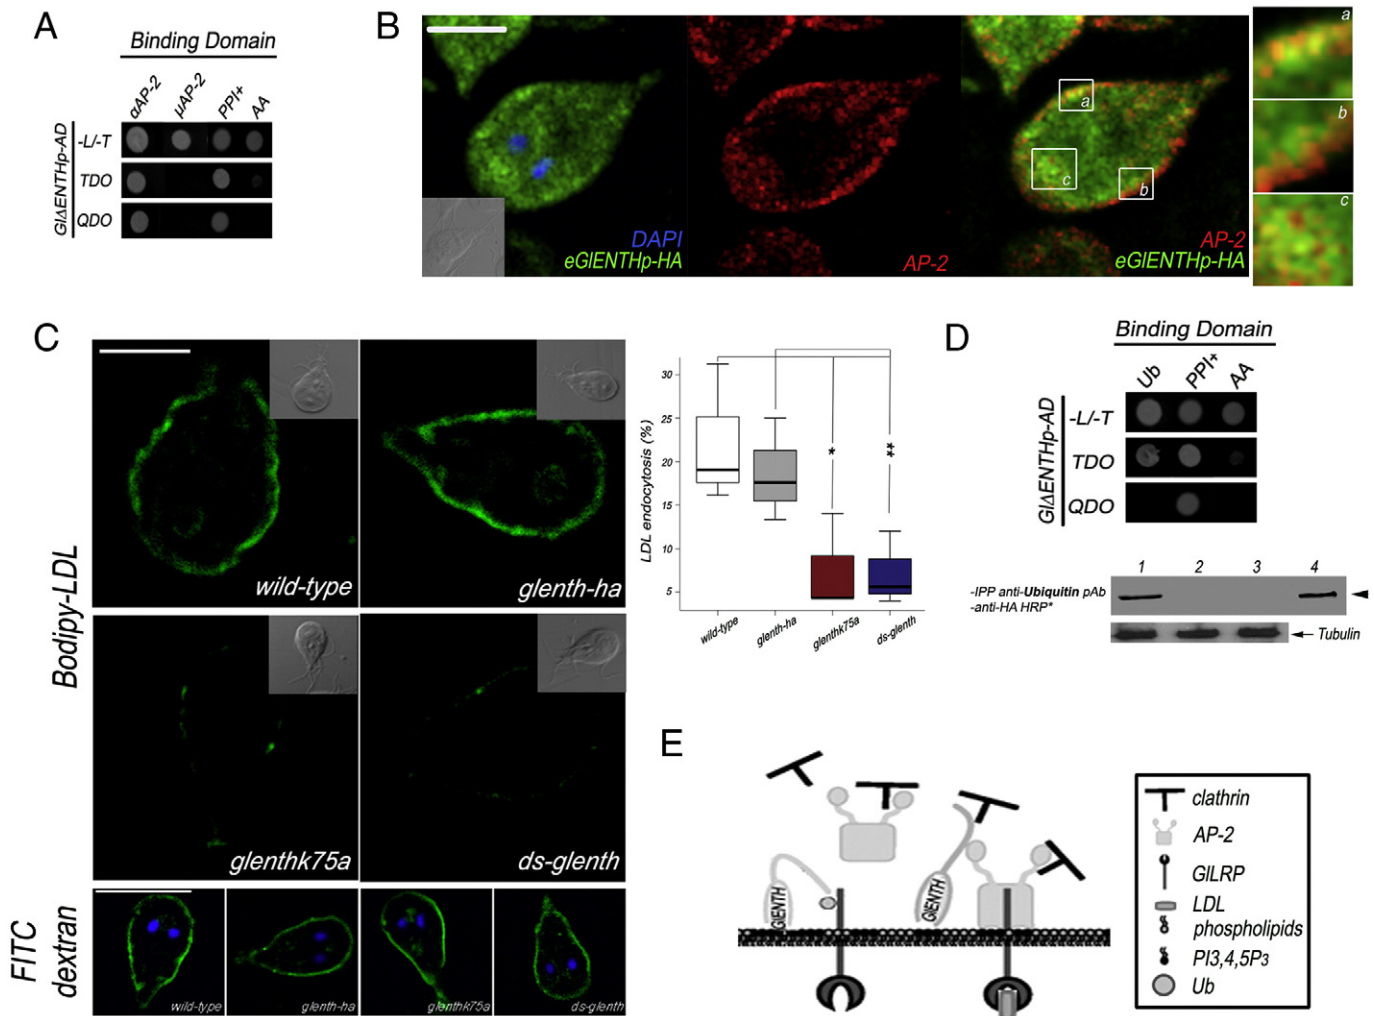 A
Binding Domain
αAP-2 μAP-2 PPI+ AA
GlΔENTHp-AD
-L/-T
TDO
QDO
B
DAPI
eGlENTHp-HA
AP-2
a
b
c
AP-2
eGlENTHp-HA
a
b
c
C
Bodipy-LDL
wild-type
glenth-ha
glenthk75a
ds-glenth
FITC
dextran
wild-type
glenth-ha
glenthk75a
ds-glenth
LDL endocytosis (%)
30
25
20
15
10
5
*
**
wild-type
glenth-ha
glenthk75a
ds-glenth
D
Binding Domain
Ub PPI+ AA
GlΔENTHp-AD
-L/-T
TDO
QDO
1 2 3 4
-IPP anti-Ubiquitin pAb
-anti-HA HRP*
Tubulin
E
GlENTH
GlENTH
clathrin
AP-2
GlLRP
LDL
phospholipids
PI3,4,5P3
Ub